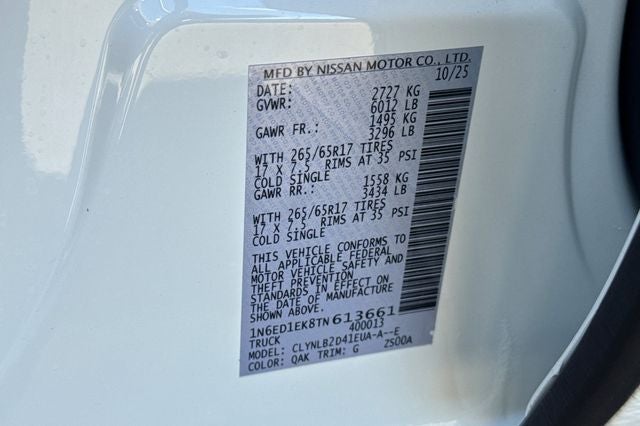 MFD BY NISSAN MOTOR CO., LTD.
DATE: 10/25
GVWR: 2727 KG
6012 LB
GAWR FR.: 1495 KG
3296 LB
WITH 265/65R17 TIRES
17 X 7.5 RIMS AT 35 PSI
COLD SINGLE
GAWR RR.: 1558 KG
3434 LB
WITH 265/65R17 TIRES
17 X 7.5 RIMS AT 35 PSI
COLD SINGLE
THIS VEHICLE CONFORMS TO
ALL APPLICABLE FEDERAL
MOTOR VEHICLE SAFETY AND
THEFT PREVENTION
STANDARDS IN EFFECT ON
THE DATE OF MANUFACTURE
SHOWN ABOVE.
1N6ED1EK8TN613661
TRUCK 400013
MODEL: CLYNLB2D41EUA-A--E
COLOR: QAK TRIM: G 2S00A